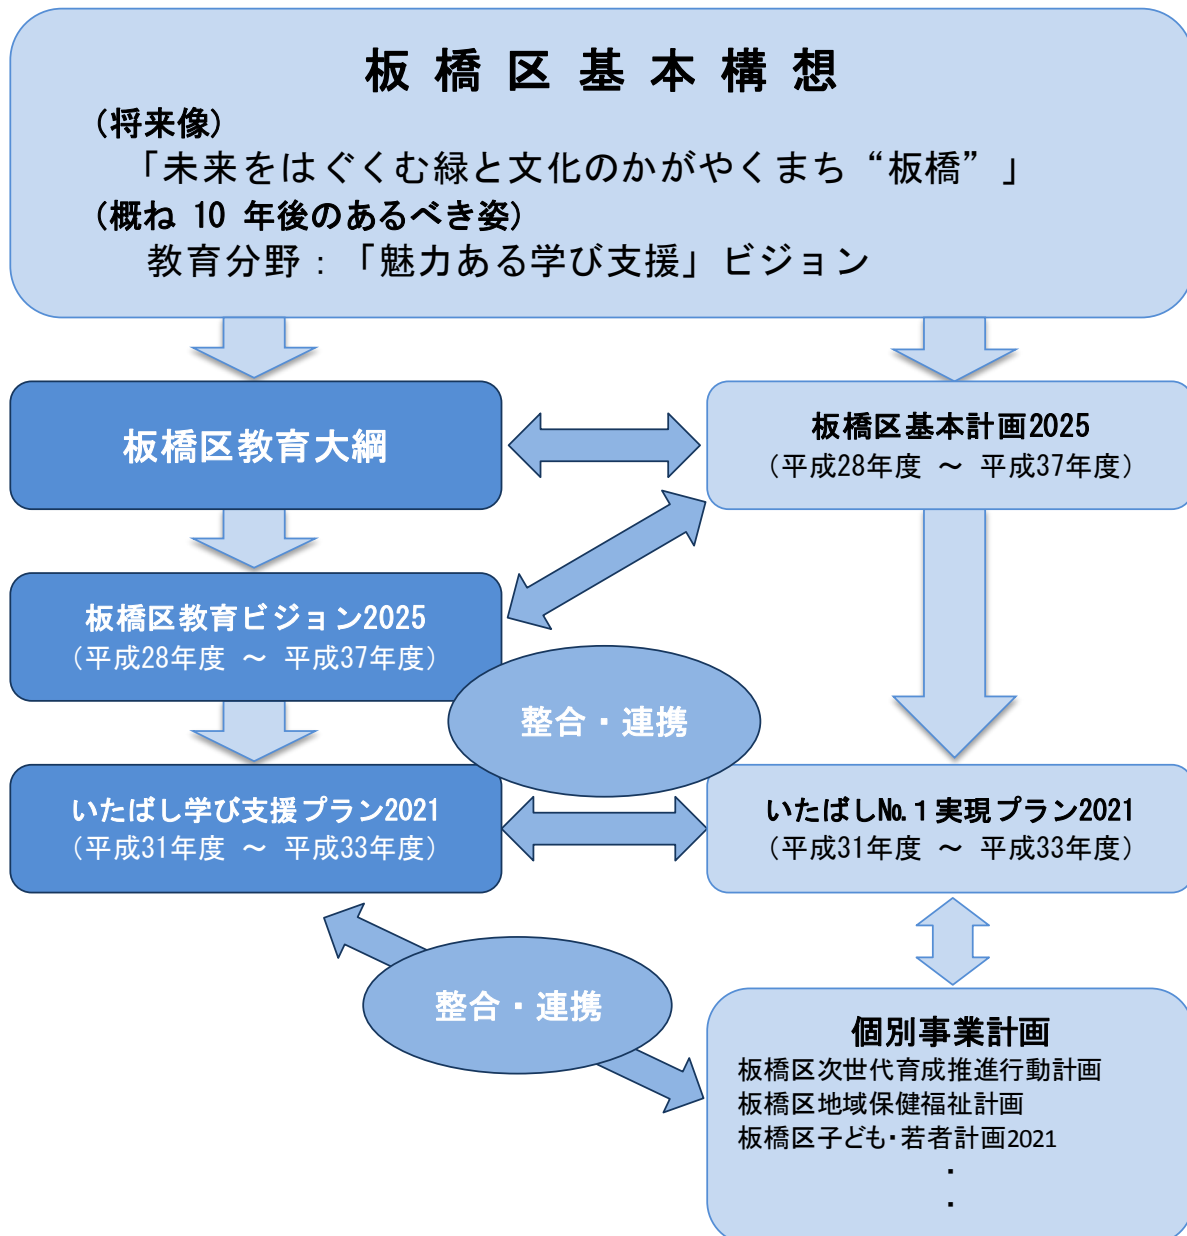 板橋区基本構想
(将来像)
「未来をはぐくむ緑と文化のかがやくまち“板橋”」
(概ね 10 年後のあるべき姿)
教育分野:「魅力ある学び支援」ビジョン
板橋区教育大綱
板橋区基本計画2025
(平成28年度 ~ 平成37年度)
板橋区教育ビジョン2025
(平成28年度 ~ 平成37年度)
整合・連携
いたばし学び支援プラン2021
(平成31年度 ~ 平成33年度)
いたばし№1実現プラン2021
(平成31年度 ~ 平成33年度)
整合・連携
個別事業計画
板橋区次世代育成推進行動計画
板橋区地域保健福祉計画
板橋区子ども・若者計画2021
・
・